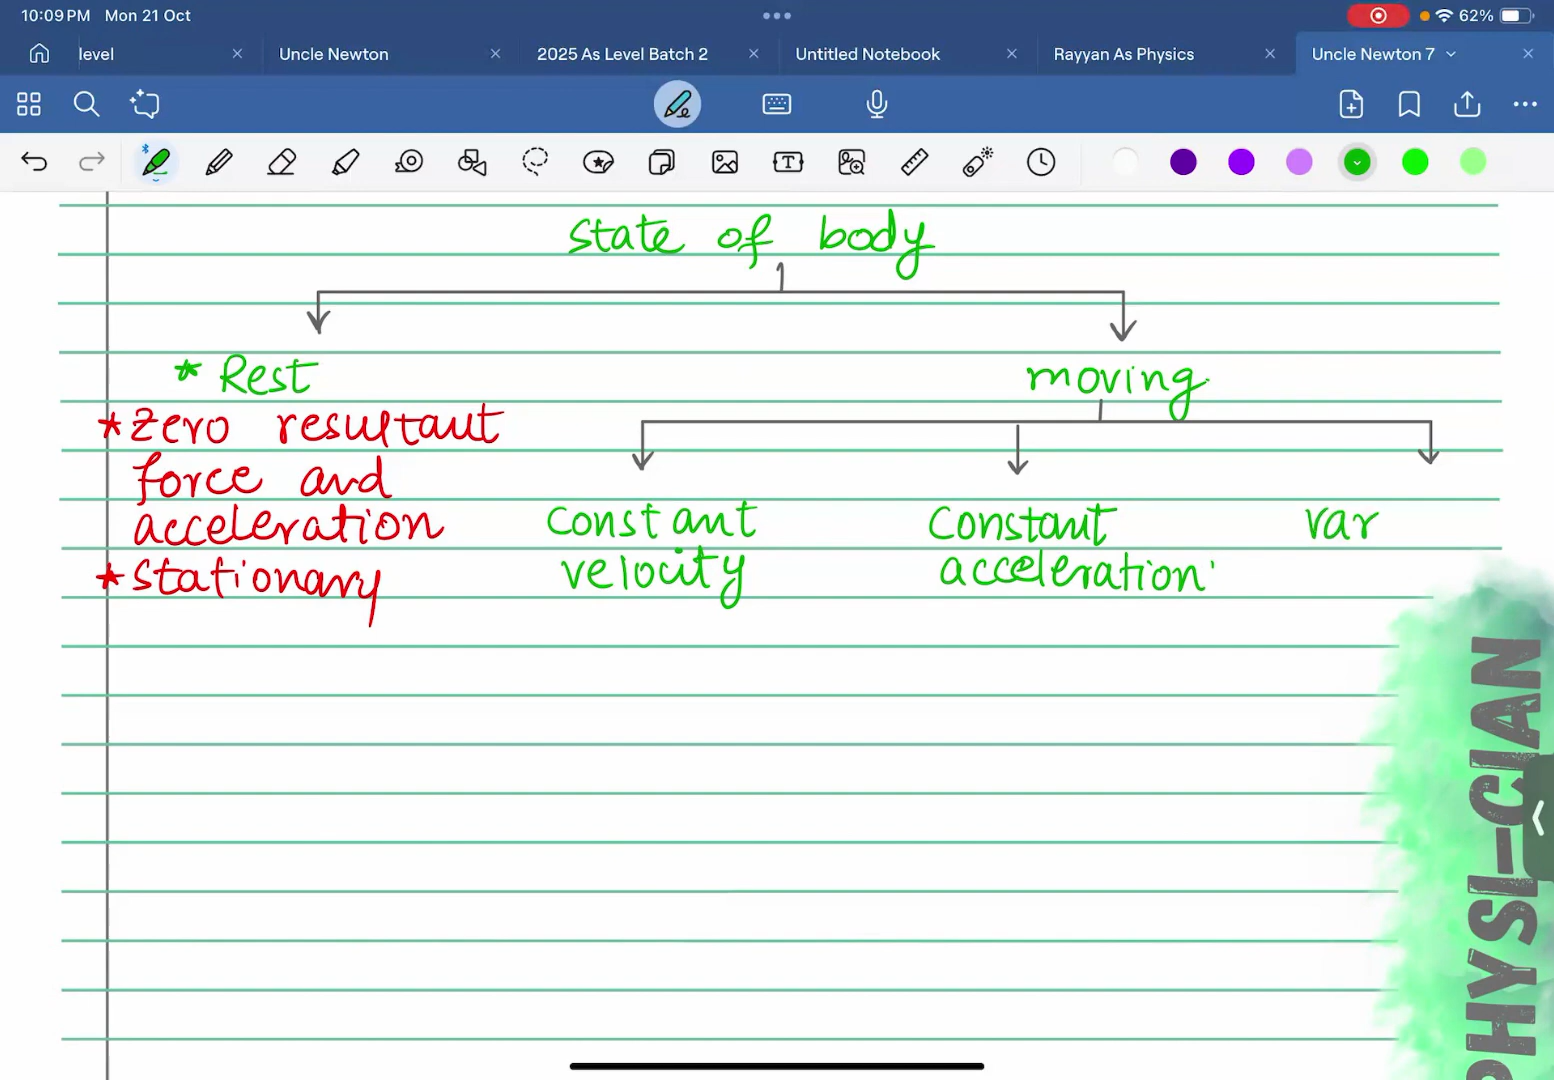 10:09 PM Mon 21 Oct
62%
level
Uncle Newton
2025 As Level Batch 2
Untitled Notebook
Rayyan As Physics
Uncle Newton 7
state of body
* Rest
moving
* Zero resultant
force and
acceleration
* stationary
Constant
velocity
Constant
acceleration
var
PHYSI-CIAN